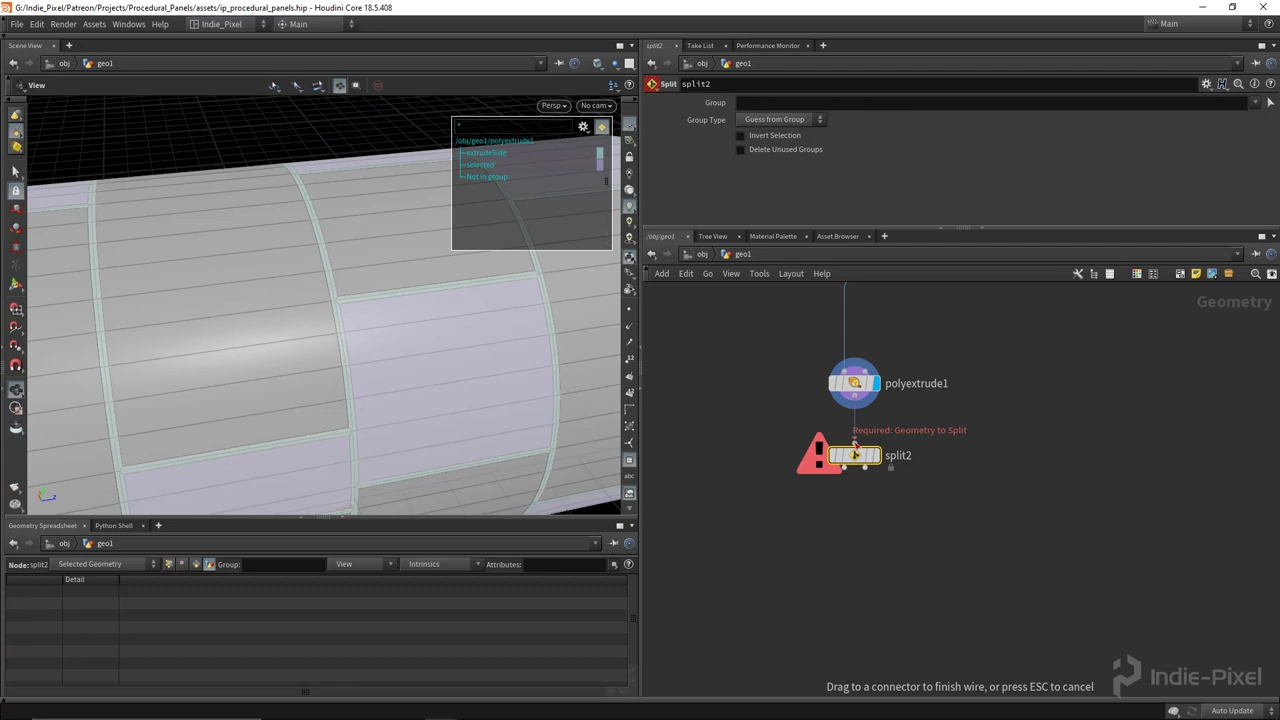 G:/Indie_Pixel/Patreon/Projects/Procedural_Panels/assets/ip_procedural_panels.hip - Houdini Core 18.5.408
File Edit Render Assets Windows Help Indie_Pixel Main Main
Scene View
obj geo1
View
Persp No cam
*
/obj/geo1/polyextrude1
extrudeSide
selected
Not in group
12
abc
z
Geometry Spreadsheet Python Shell
obj geo1
Node: split2 Selected Geometry Group: View Intrinsics Attributes:
Detail
split2 Take List Performance Monitor
obj geo1
Split split2
Group
Group Type Guess from Group
Invert Selection
Delete Unused Groups
/obj/geo1 Tree View Material Palette Asset Browser
obj geo1
Add Edit Go View Tools Layout Help
Geometry
polyextrude1
Required: Geometry to Split
split2
Drag to a connector to finish wire, or press ESC to cancel
Indie-Pixel
Auto Update